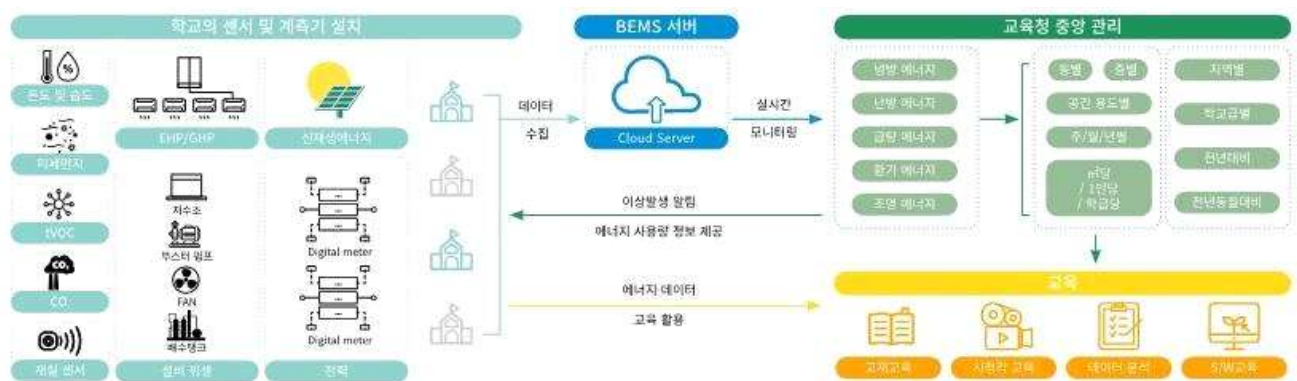 학교의 센서 및 계측기 설치
온도 및 습도
미세먼지
tVOC
CO₂
재실 센서
EHP/GHP
저수조
부스터 펌프
FAN
배수탱크
설비 위생
신재생에너지
Digital meter
Digital meter
전력
데이터
수집
BEMS 서버
Cloud Server
실시간
모니터링
이상발생 알림
에너지 사용량 정보 제공
에너지 데이터
교육 활용
교육청 중앙 관리
냉방 에너지
난방 에너지
급탕 에너지
환기 에너지
조명 에너지
동별 층별
공간 용도별
주/월/년별
㎡당
/ 1인당
/ 학급당
지역별
학교급별
전년대비
전년동월대비
교육
교재교육
시청각 교육
데이터 분석
S/W교육